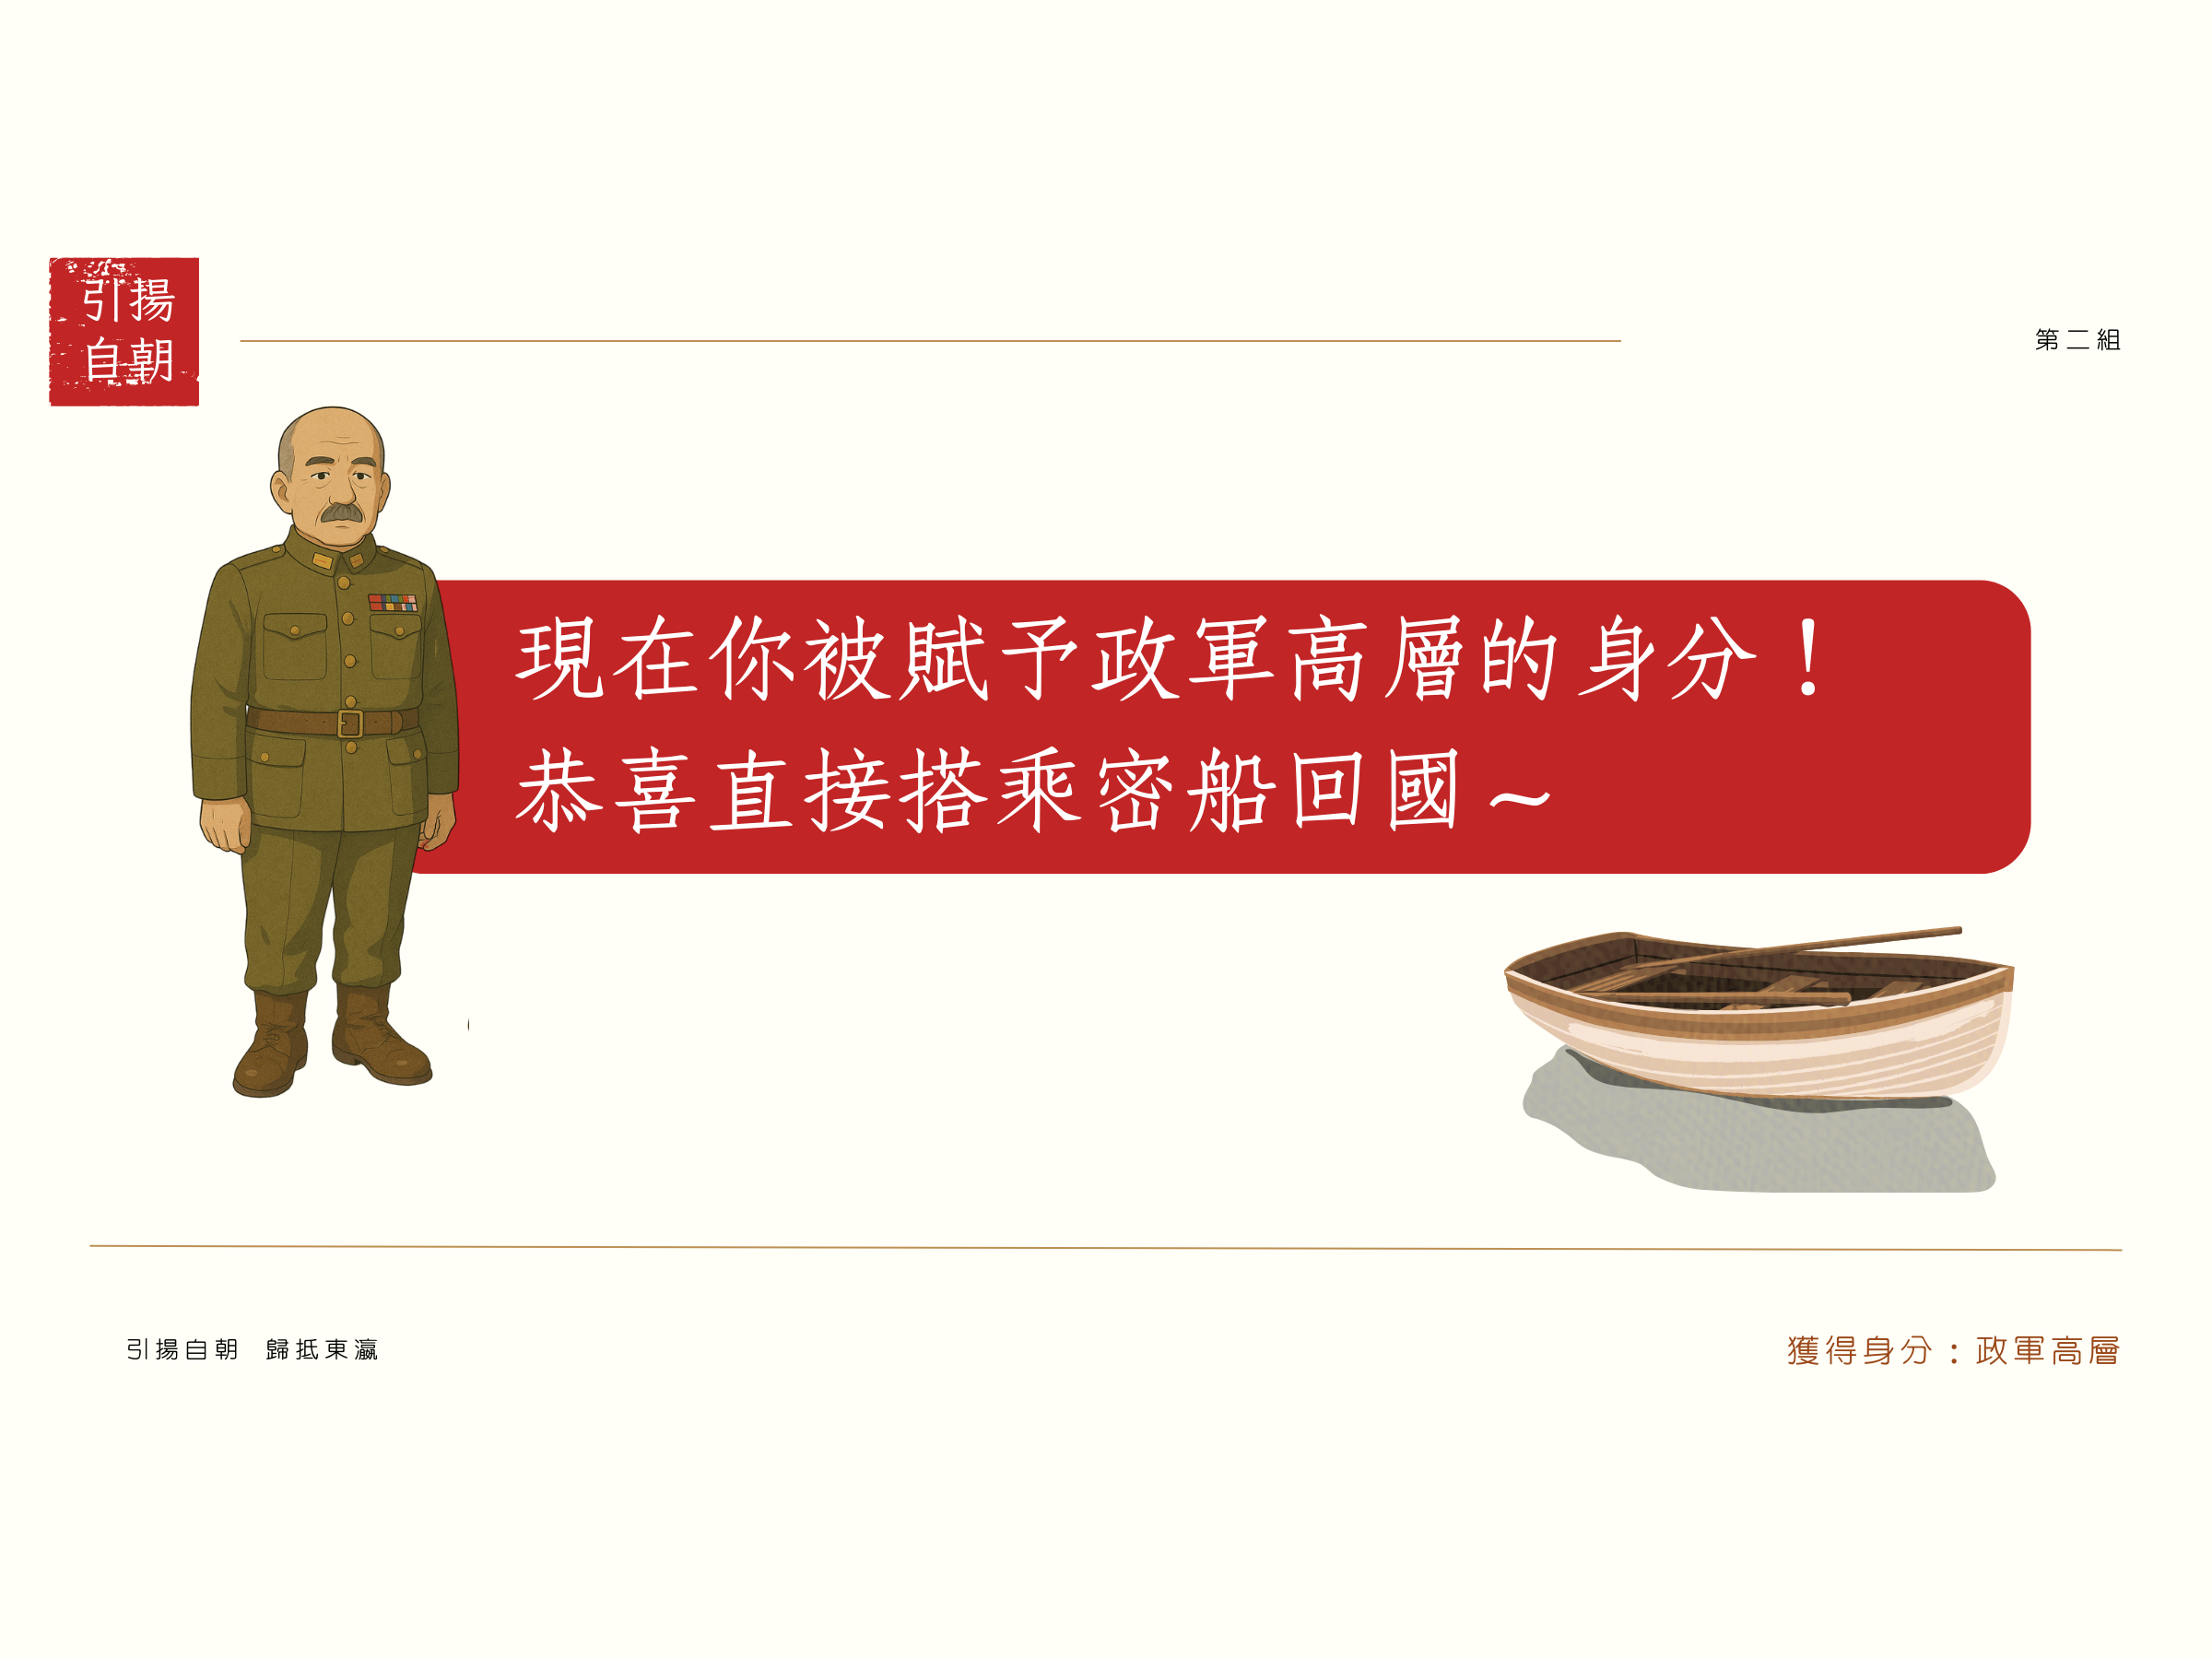 引揚
自朝
第二組
現在你被賦予政軍高層的身分！
恭喜直接搭乘密船回國~
引揚自朝　歸抵東瀛
獲得身分：政軍高層